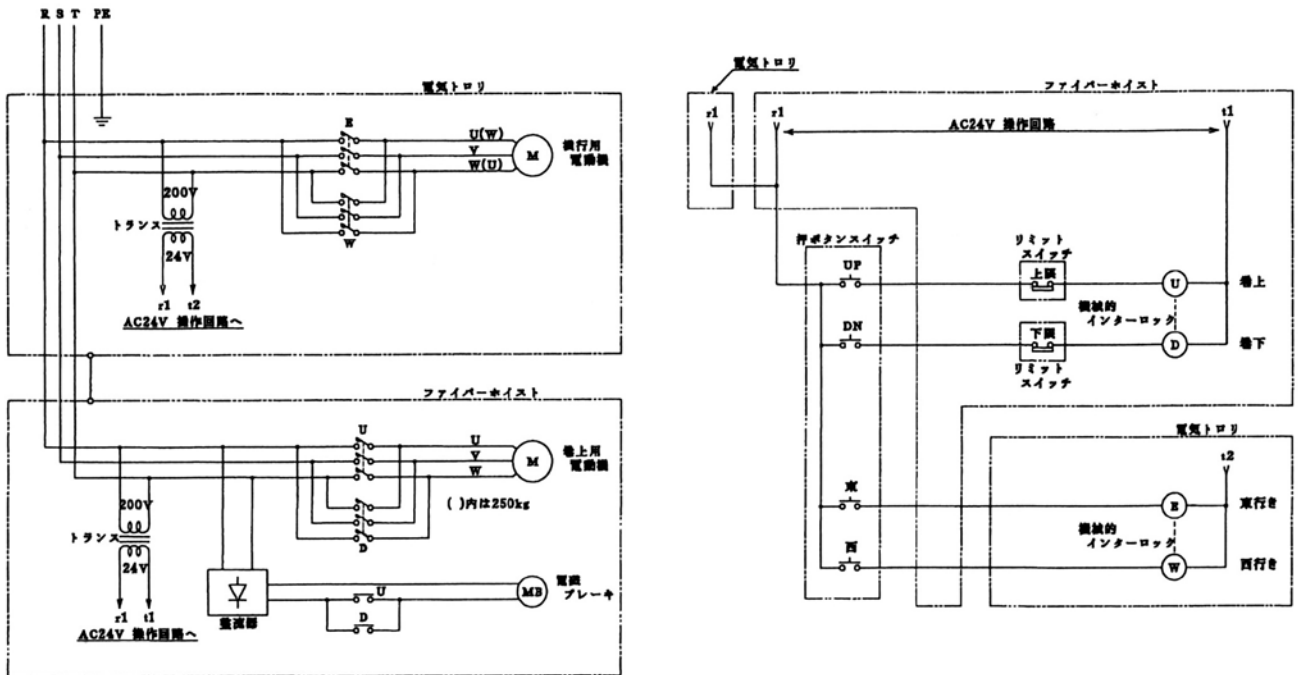 R S T PE
電気トロリ
E
U(W)
V
W(U)
M
横行用
電動機
200V
トランス
24V
W
r1 t2
AC24V 操作回路へ
ファイバーホイスト
U
U
V
W
M
巻上用
電動機
( )内は250kg
200V
トランス
24V
D
r1 t1
AC24V 操作回路へ
整流器
U
D
MB
電磁
ブレーキ
電気トロリ
ファイバーホイスト
r1
r1
t1
AC24V 操作回路
押ボタンスイッチ
リミット
スイッチ
UP
上限
U
巻上
機械的
インターロック
DN
下限
D
巻下
リミット
スイッチ
電気トロリ
t2
東
E
東行き
機械的
インターロック
西
W
西行き